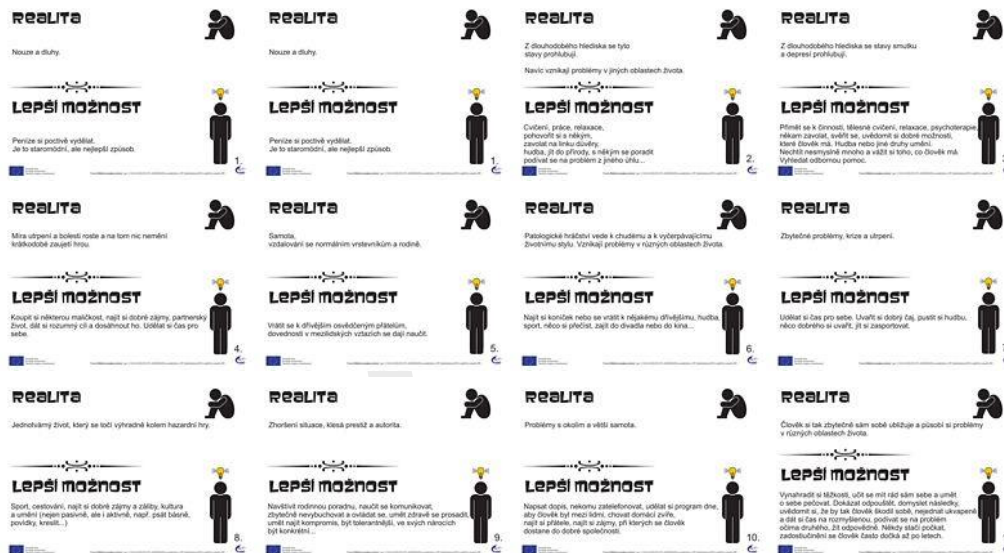 Realita
Nouze a dluhy.
Lepší možnost
Peníze si poctivě vydělat.
Je to staromódní, ale nejlepší způsob.
1.
Realita
Nouze a dluhy.
Lepší možnost
Peníze si poctivě vydělat.
Je to staromódní, ale nejlepší způsob.
1.
Realita
Z dlouhodobého hlediska se tyto
stavy prohlubují.
Navíc vznikají problémy v jiných oblastech života.
Lepší možnost
Cvičení, práce, relaxace,
pohovořit si s někým,
zavolat na linku důvěry,
hudba, jít do přírody, s někým se poradit
podívat se na problém z jiného úhlu...
2.
Realita
Z dlouhodobého hlediska se stavy smutku
a depresí prohlubují.
Lepší možnost
Přimět se k činnosti, tělesné cvičení, relaxace, psychoterapie,
někam zavolat, svěřit se, uvědomit si dobré možnosti,
které člověk má. Hudba nebo jiné druhy umění.
Nechtít nesmyslně mnoho a vážit si toho, co člověk má.
Vyhledat odbornou pomoc.
Realita
Míra utrpení a bolesti roste a na tom nic nemění
krátkodobé zaujetí hrou.
Lepší možnost
Koupit si některou maličkost, najít si dobré zájmy, partnerský
život, dát si rozumný cíl a dosáhnout ho. Udělat si čas pro
sebe.
4.
Realita
Samota,
vzdalování se normálním vrstevníkům a rodině.
Lepší možnost
Vrátit se k dřívějším osvědčeným přátelům,
dovednosti v mezilidských vztazích se dají naučit.
5.
Realita
Patologické hráčství vede k chudému a k vyčerpávajícímu
životnímu stylu. Vznikají problémy v různých oblastech života.
Lepší možnost
Najít si koníček nebo se vrátit k nějakému dřívějšímu, hudba,
sport, něco si přečíst, zajít do divadla nebo do kina...
6.
Realita
Zbytečné problémy, krize a utrpení.
Lepší možnost
Udělat si čas pro sebe. Uvařit si dobrý čaj, pustit si hudbu,
něco dobrého si uvařit, jít si zasportovat.
Realita
Jednotvárný život, který se točí výhradně kolem hazardní hry.
Lepší možnost
Sport, cestování, najít si dobré zájmy a záliby, kultura
a umění (nejen pasivně, ale i aktivně, např. psát básně,
povídky, kreslit...)
8.
Realita
Zhoršení situace, klesá prestiž a autorita.
Lepší možnost
Navštívit rodinnou poradnu, naučit se komunikovat,
zbytečně nevybuchovat a ovládat se, umět zdravě se prosadit,
umět najít kompromis, být tolerantnější, ve svých nárocích
být konkrétní...
9.
Realita
Problémy s okolím a větší samota.
Lepší možnost
Napsat dopis, nekomu zatelefonovat, udělat si program dne,
aby člověk byl mezi lidmi, chovat domácí zvíře,
najít si přátele, najít si zájmy, při kterých se člověk
dostane do dobré společnosti.
10.
Realita
Člověk si tak zbytečně sám sobě ubližuje a působí si problémy
v různých oblastech života.
Lepší možnost
Vynahradit si těžkosti, učit se mít rád sám sebe a umět
o sebe pečovat. Dokázat odpouštět, domyslet následky,
uvědomit si, že by tak člověk škodil sobě, nejednat ukvapeně
a dát si čas na rozmyšlenou, podívat se na problém
očima druhého, žít odpovědně. Někdy stačí počkat,
zadostiučinění se člověk často dočká až po letech.